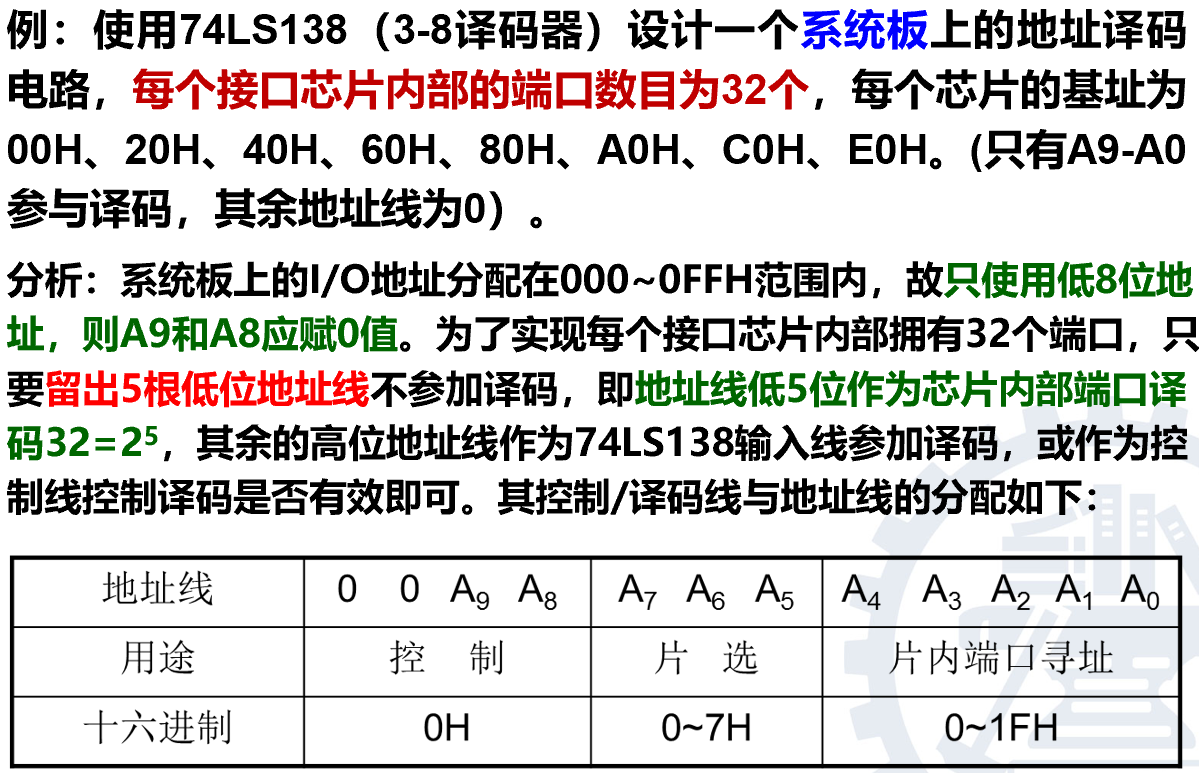 例：使用74LS138（3-8译码器）设计一个系统板上的地址译码
电路，每个接口芯片内部的端口数目为32个，每个芯片的基址为
00H、20H、40H、60H、80H、A0H、C0H、E0H。(只有A9-A0
参与译码，其余地址线为0）。
分析：系统板上的I/O地址分配在000~0FFH范围内，故只使用低8位地
址，则A9和A8应赋0值。为了实现每个接口芯片内部拥有32个端口，只
要留出5根低位地址线不参加译码，即地址线低5位作为芯片内部端口译
码32=2⁵，其余的高位地址线作为74LS138输入线参加译码，或作为控
制线控制译码是否有效即可。其控制/译码线与地址线的分配如下：
地址线 0 0 A₉ A₈ A₇ A₆ A₅ A₄ A₃ A₂ A₁ A₀
用途 控 制 片 选 片内端口寻址
十六进制 0H 0~7H 0~1FH